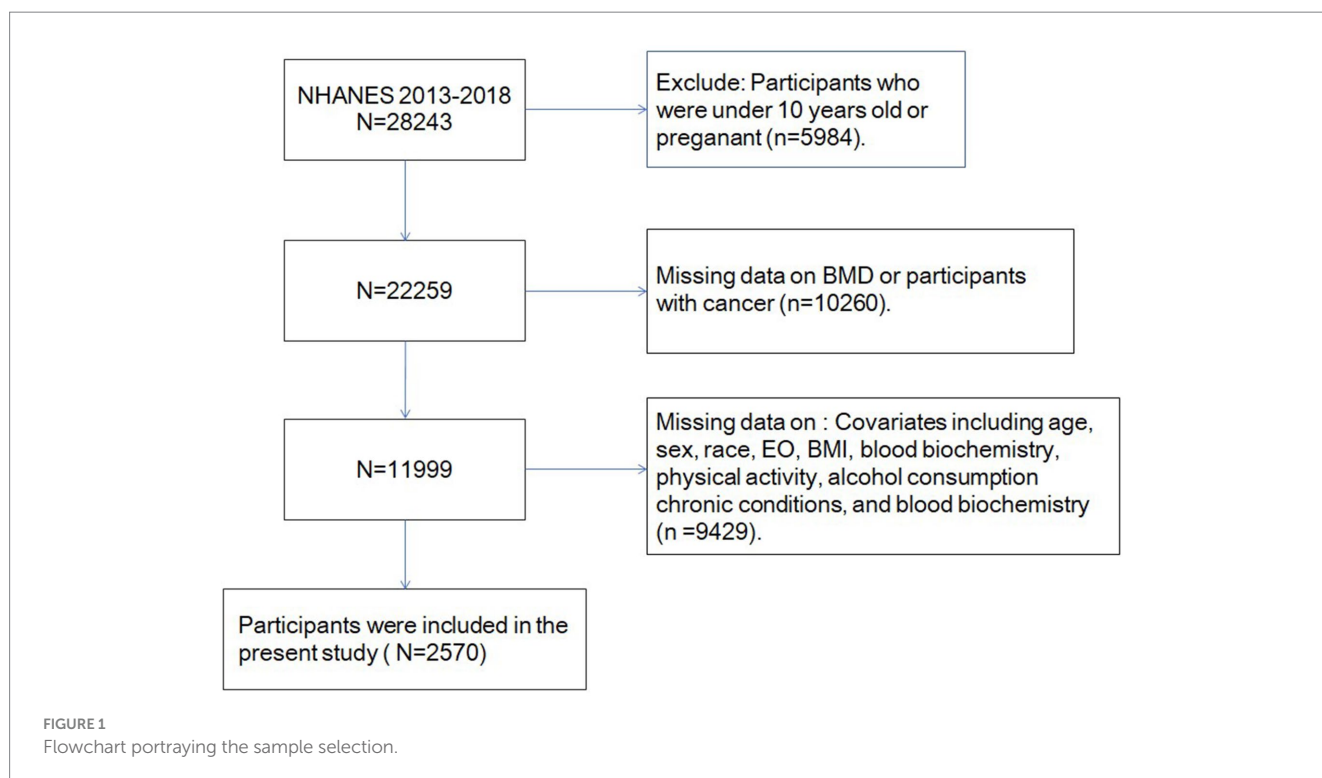 NHANES 2013-2018
N=28243
Exclude: Participants who
were under 10 years old or
preganant (n=5984).
N=22259
Missing data on BMD or participants
with cancer (n=10260).
N=11999
Missing data on : Covariates including age,
sex, race, EO, BMI, blood biochemistry,
physical activity, alcohol consumption
chronic conditions, and blood biochemistry
(n =9429).
Participants were included in the
present study ( N=2570)
FIGURE 1
Flowchart portraying the sample selection.